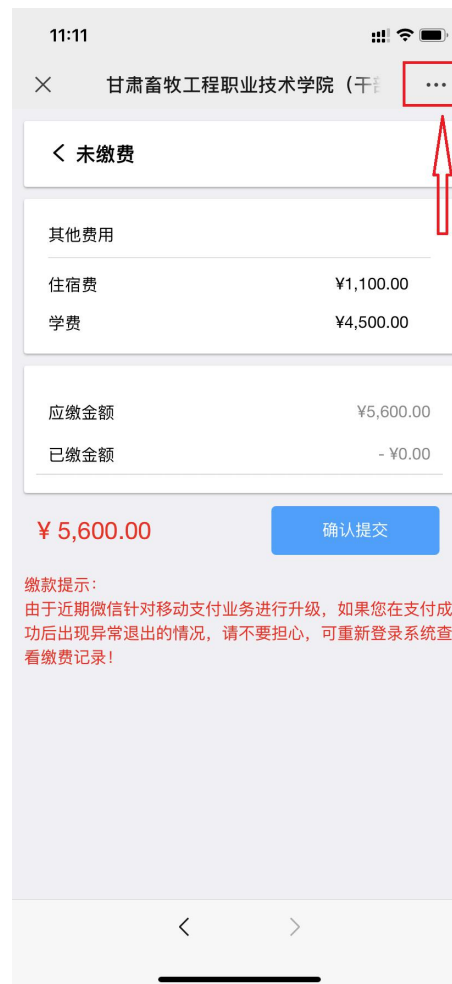 11:11
甘肃畜牧工程职业技术学院（干
未缴费
其他费用
住宿费 ¥1,100.00
学费 ¥4,500.00
应缴金额 ¥5,600.00
已缴金额 - ¥0.00
¥ 5,600.00 确认提交
缴款提示：
由于近期微信针对移动支付业务进行升级，如果您在支付成
功后出现异常退出的情况，请不要担心，可重新登录系统查
看缴费记录！